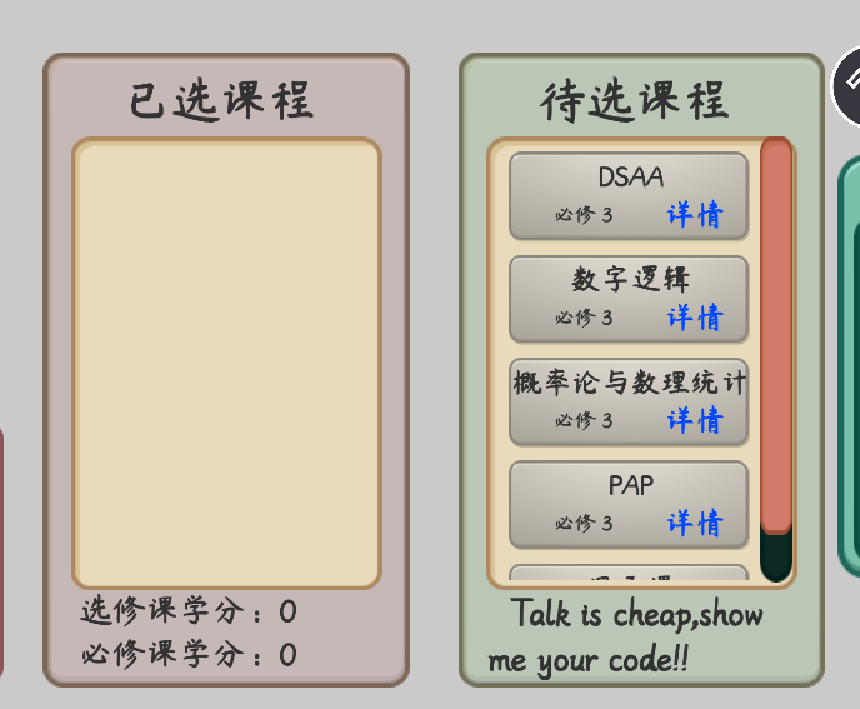 已选课程
选修课学分：0
必修课学分：0
待选课程
DSAA
必修 3 详情
数字逻辑
必修 3 详情
概率论与数理统计
必修 3 详情
PAP
必修 3 详情
Talk is cheap,show
me your code!!